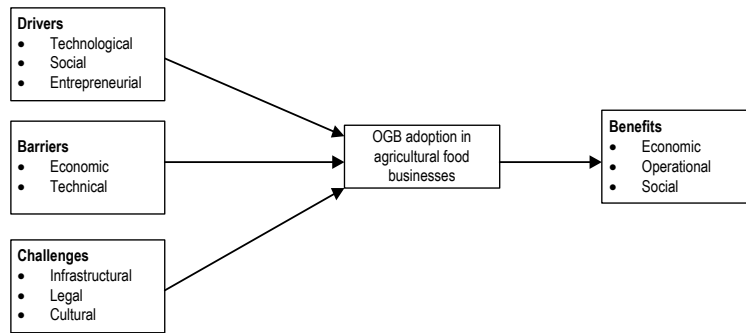 Drivers
• Technological
• Social
• Entrepreneurial
Barriers
• Economic
• Technical
Challenges
• Infrastructural
• Legal
• Cultural
OGB adoption in
agricultural food
businesses
Benefits
• Economic
• Operational
• Social